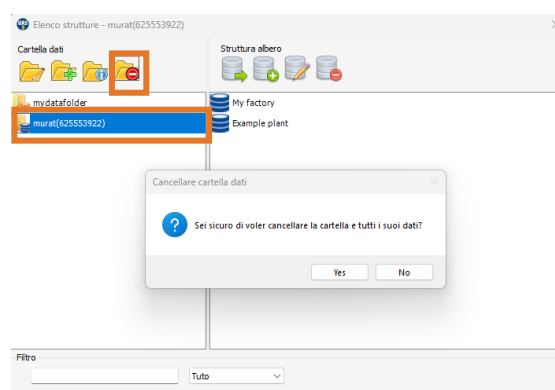 Elenco strutture - murat(625553922)
Cartella dati
Struttura albero
mydatafolder
murat(625553922)
My factory
Example plant
Cancellare cartella dati
Sei sicuro di voler cancellare la cartella e tutti i suoi dati?
Yes
No
Filtro
Tuto